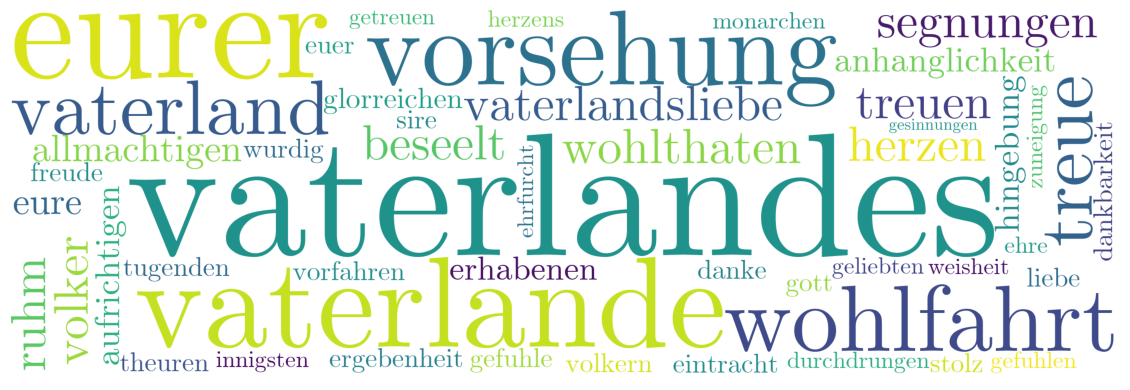 eurer
getreuen
herzens
monarchen
segnungen
euer
vorsehung
anhanglichkeit
vaterland
glorreichen
vaterlandsliebe
treuen
sire
gesinnungen
allmachtigen
wurdig
beseelt
wohlthaten
herzen
hingebung
zuneigung
treue
dankbarkeit
freude
eure
vaterlandes
ehrfurcht
ehre
ruhm
volker
aufrichtigen
tugenden
vorfahren
erhabenen
danke
geliebten
weisheit
gott
liebe
vaterlande
wohlfahrt
theuren
innigsten
ergebenheit
gefuhle
volkern
eintracht
durchdrungen
stolz
gefuhlen